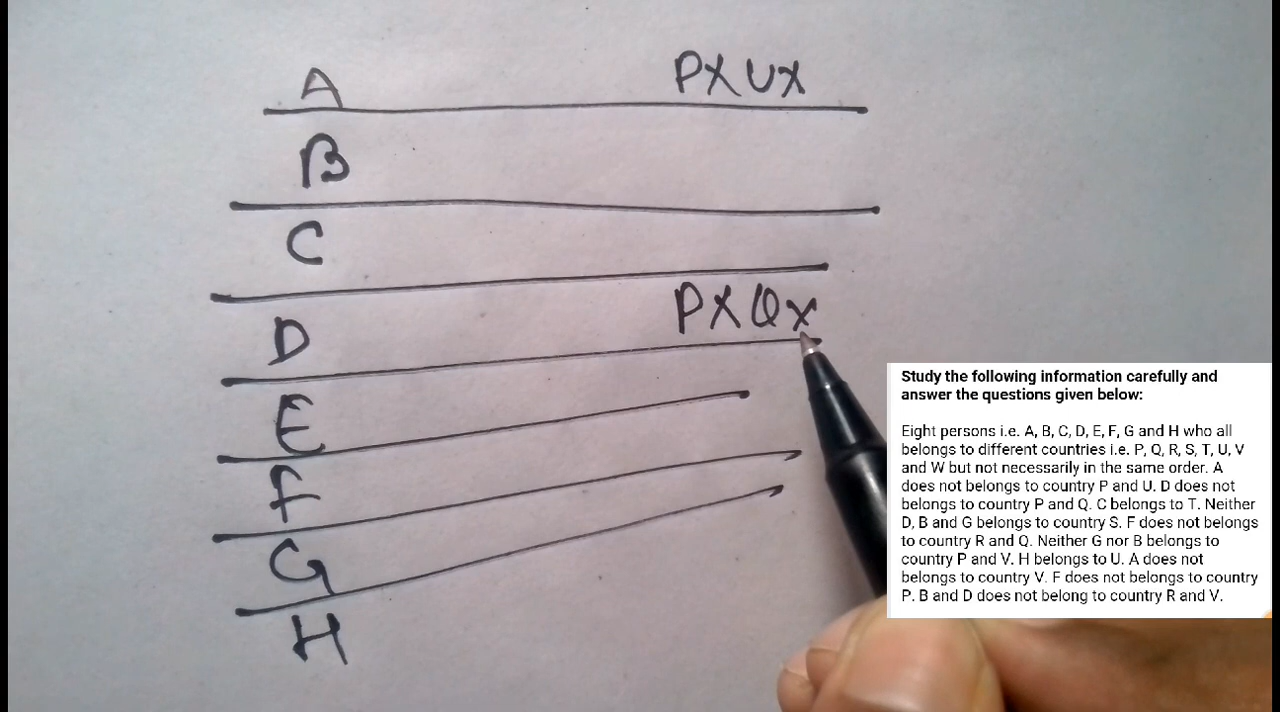 A PX UX
B
C
D PX QX
E
F
G
H
Study the following information carefully and
answer the questions given below:
Eight persons i.e. A, B, C, D, E, F, G and H who all
belongs to different countries i.e. P, Q, R, S, T, U, V
and W but not necessarily in the same order. A
does not belongs to country P and U. D does not
belongs to country P and Q. C belongs to T. Neither
D, B and G belongs to country S. F does not belongs
to country R and Q. Neither G nor B belongs to
country P and V. H belongs to U. A does not
belongs to country V. F does not belongs to country
P. B and D does not belong to country R and V.